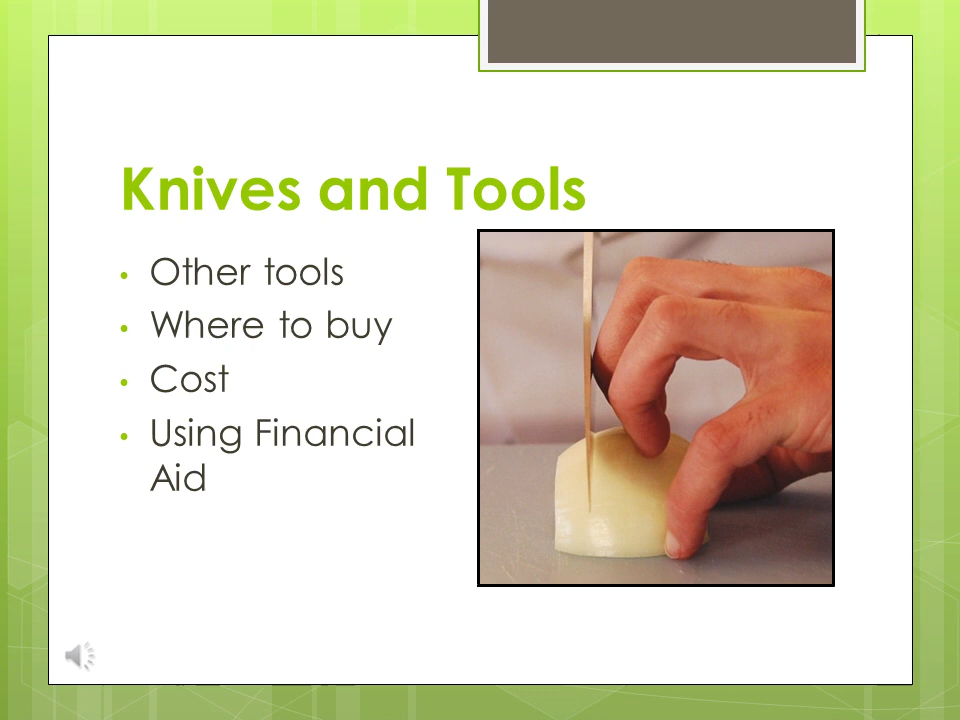 Knives and Tools
• Other tools
• Where to buy
• Cost
• Using Financial
Aid